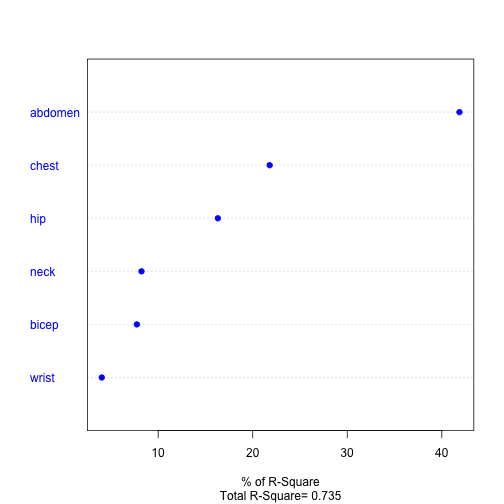 abdomen
chest
hip
neck
bicep
wrist
10 20 30 40
% of R-Square
Total R-Square= 0.735